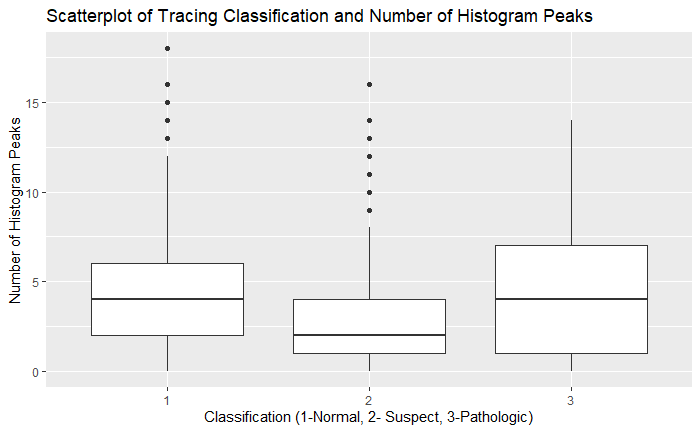 Scatterplot of Tracing Classification and Number of Histogram Peaks
Number of Histogram Peaks
15
10
5
0
1
2
3
Classification (1-Normal, 2- Suspect, 3-Pathologic)